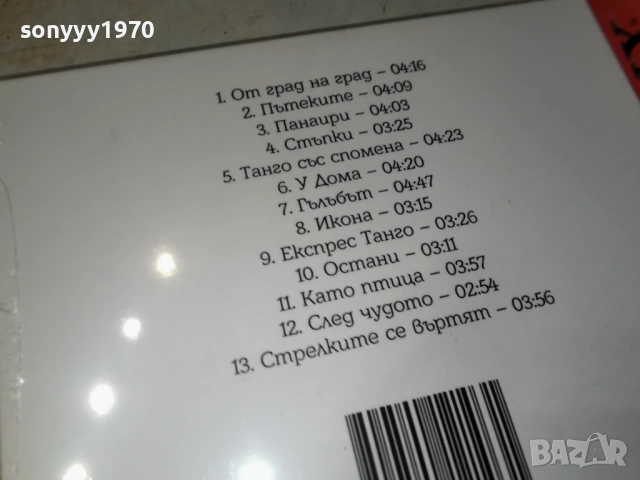 sonyyy1970
1. От град на град – 04:16
2. Пътеките – 04:09
3. Панаири – 04:03
4. Стъпки – 03:25
5. Танго със спомена – 04:23
6. У Дома – 04:20
7. Гълъбът – 04:47
8. Икона – 03:15
9. Експрес Танго – 03:26
10. Остани – 03:11
11. Като птица – 03:57
12. След чудото – 02:54
13. Стрелките се въртят – 03:56
BAZAR